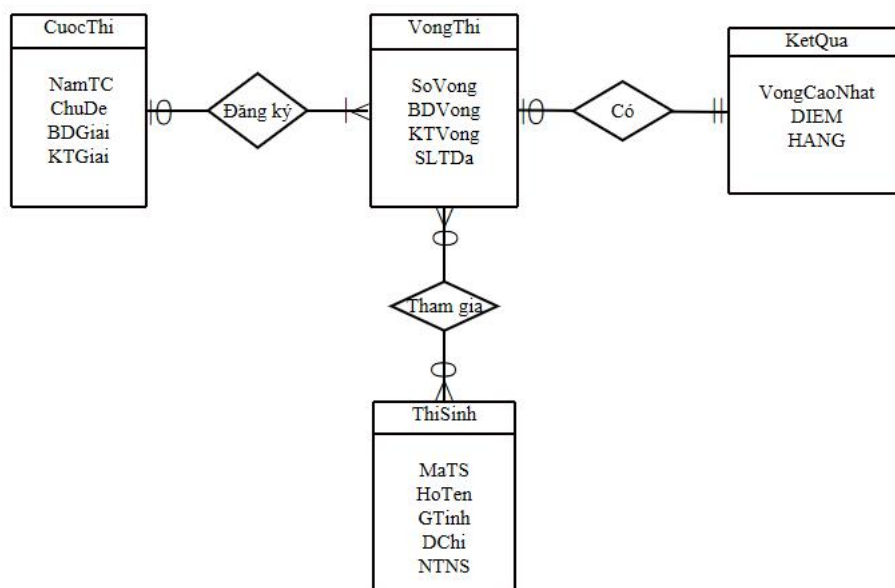 CuocThi
NamTC
ChuDe
BDGiai
KTGiai
Đăng ký
VongThi
SoVong
BDVong
KTVong
SLTDa
Có
KetQua
VongCaoNhat
DIEM
HANG
Tham gia
ThiSinh
MaTS
HoTen
GTinh
DChi
NTNS